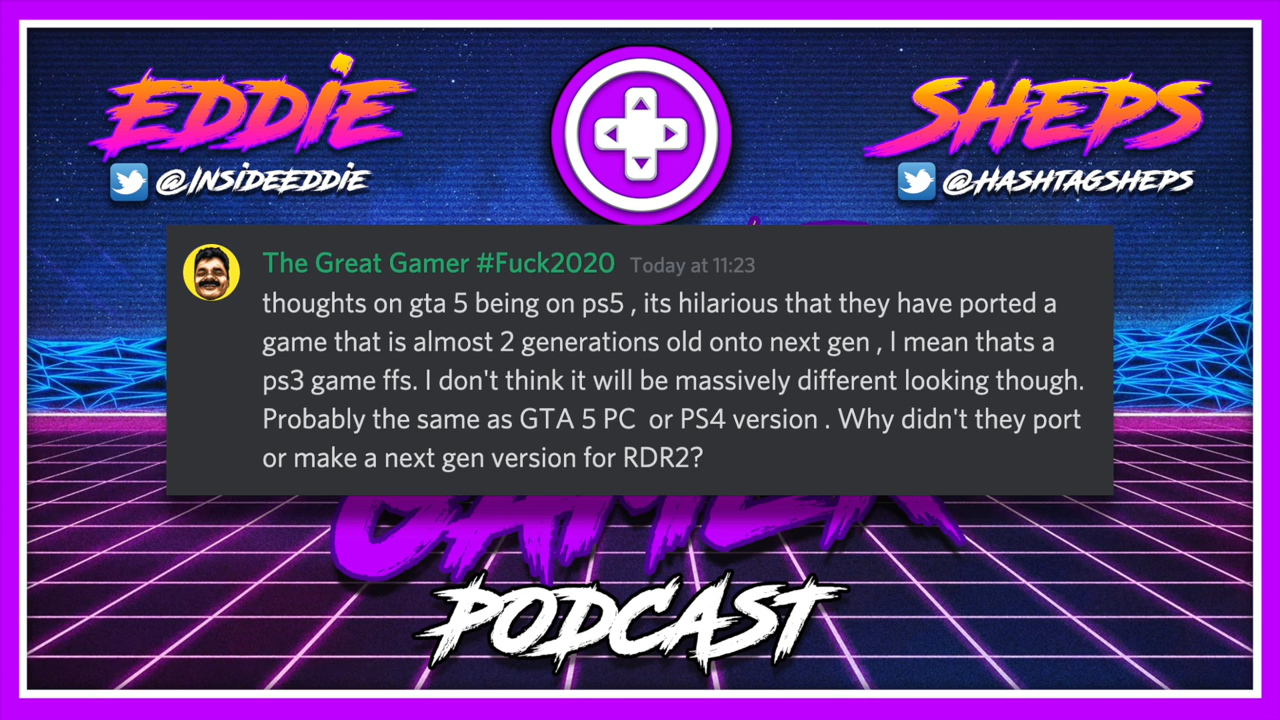 EDDIE
SHEPS
@INSIDEEDDIE
@HASHTAGSHEPS
The Great Gamer #Fuck2020 Today at 11:23
thoughts on gta 5 being on ps5 , its hilarious that they have ported a
game that is almost 2 generations old onto next gen , I mean thats a
ps3 game ffs. I don't think it will be massively different looking though.
Probably the same as GTA 5 PC or PS4 version . Why didn't they port
or make a next gen version for RDR2?
GAMER
PODCAST